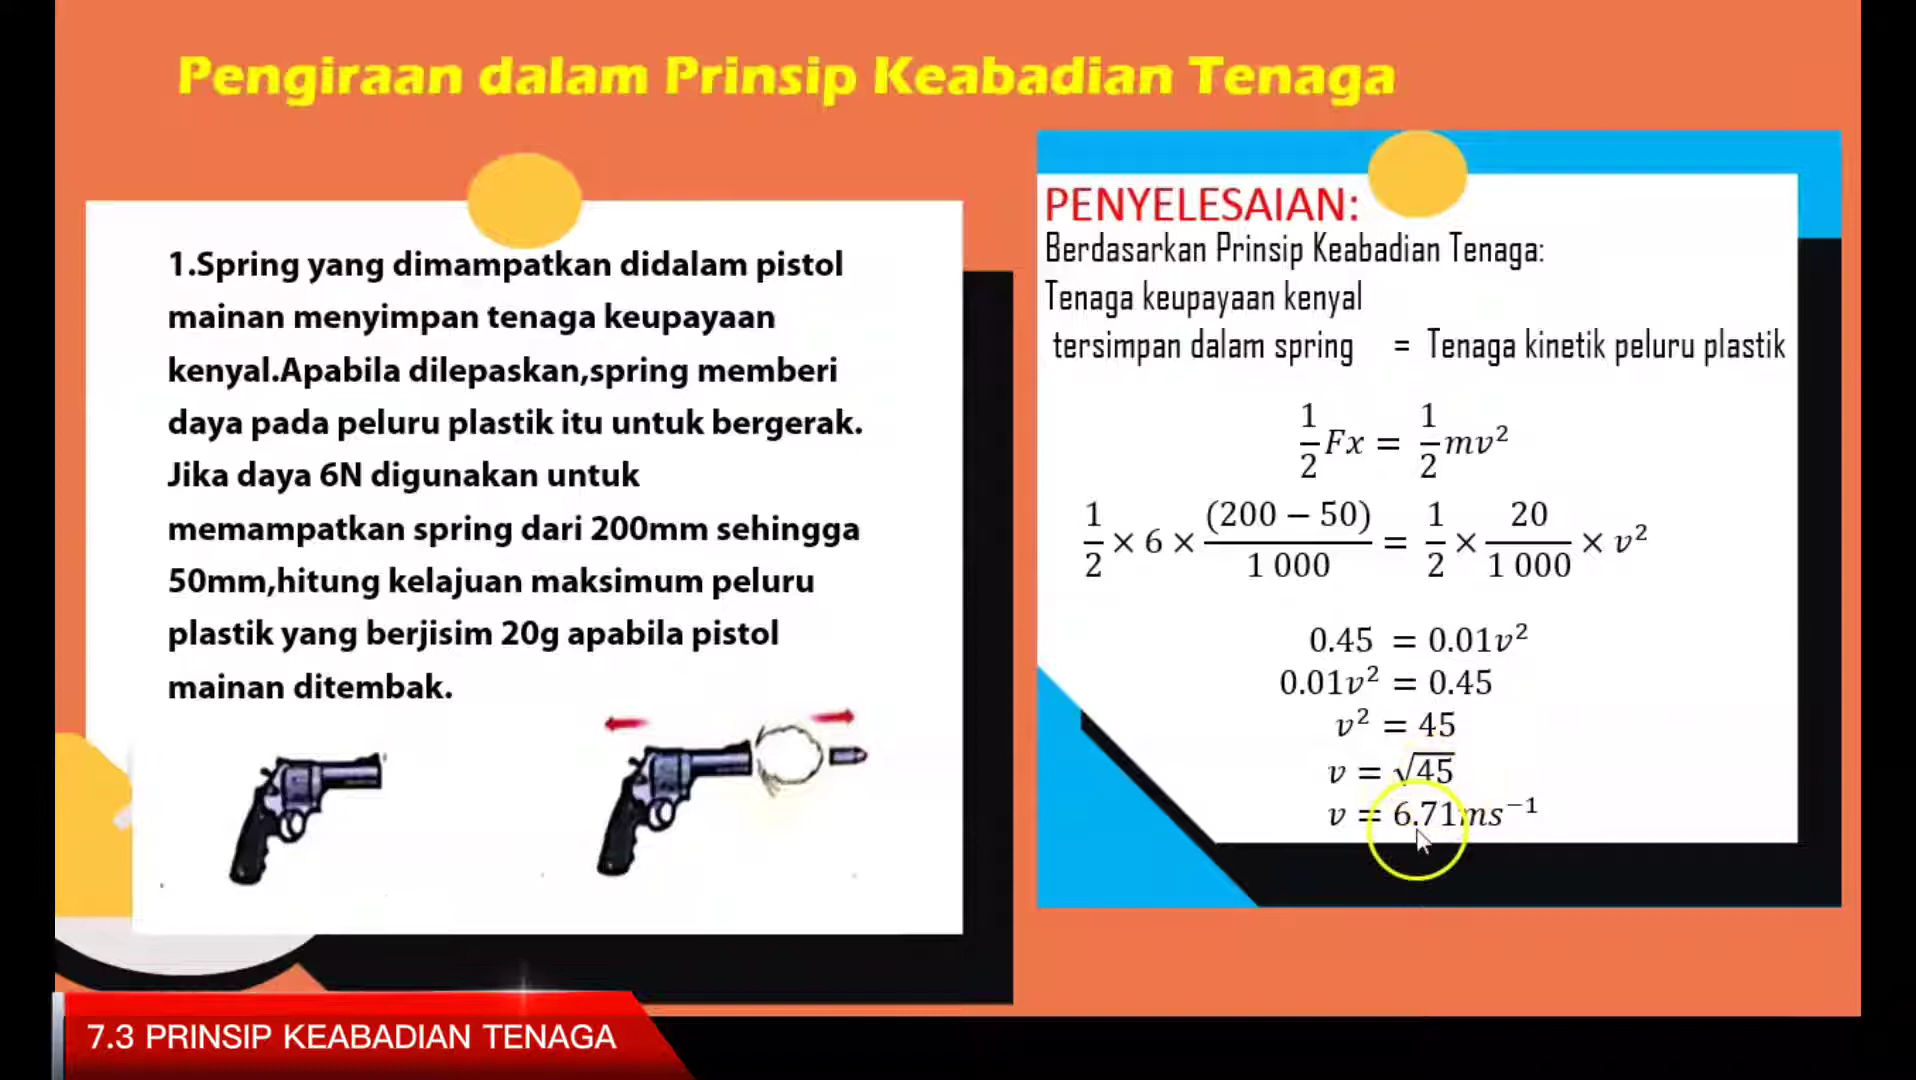 Pengiraan dalam Prinsip Keabadian Tenaga
1.Spring yang dimampatkan didalam pistol
mainan menyimpan tenaga keupayaan
kenyal.Apabila dilepaskan,spring memberi
daya pada peluru plastik itu untuk bergerak.
Jika daya 6N digunakan untuk
memampatkan spring dari 200mm sehingga
50mm,hitung kelajuan maksimum peluru
plastik yang berjisim 20g apabila pistol
mainan ditembak.
PENYELESAIAN:
Berdasarkan Prinsip Keabadian Tenaga:
Tenaga keupayaan kenyal
tersimpan dalam spring = Tenaga kinetik peluru plastik
1/2 Fx = 1/2 mv²
1/2 × 6 × (200 − 50)/1 000 = 1/2 × 20/1 000 × v²
0.45 = 0.01v²
0.01v² = 0.45
v² = 45
v = √45
v = 6.71ms⁻¹
7.3 PRINSIP KEABADIAN TENAGA